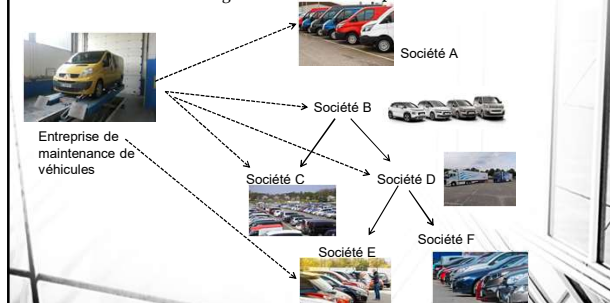 Société A
Société B
Entreprise de
maintenance de
véhicules
Société C
Société D
Société E
Société F